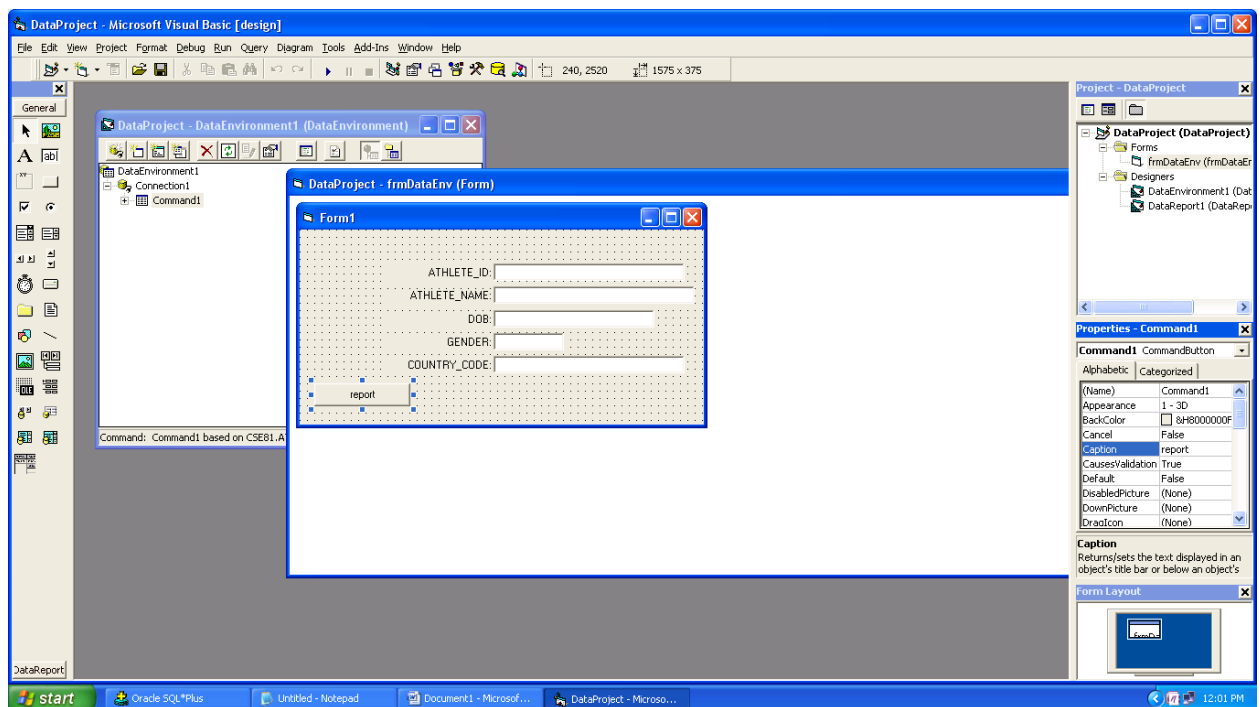 DataProject - Microsoft Visual Basic [design]
File Edit View Project Format Debug Run Query Diagram Tools Add-Ins Window Help
240, 2520 1575 x 375
General
A ab|
OLE
DataReport
DataProject - DataEnvironment1 (DataEnvironment)
DataEnvironment1
Connection1
Command1
Command: Command1 based on CSE81.A
DataProject - frmDataEnv (Form)
Form1
ATHLETE_ID:
ATHLETE_NAME:
DOB:
GENDER:
COUNTRY_CODE:
report
Project - DataProject
DataProject (DataProject)
Forms
frmDataEnv (frmDataEr
Designers
DataEnvironment1 (Dat
DataReport1 (DataRep
Properties - Command1
Command1 CommandButton
Alphabetic Categorized
(Name) Command1
Appearance 1 - 3D
BackColor &H8000000F
Cancel False
Caption report
CausesValidation True
Default False
DisabledPicture (None)
DownPicture (None)
DragIcon (None)
Caption
Returns/sets the text displayed in an
object's title bar or below an object's
Form Layout
start Oracle SQL*Plus Untitled - Notepad Document1 - Microsof... DataProject - Microso... 12:01 PM